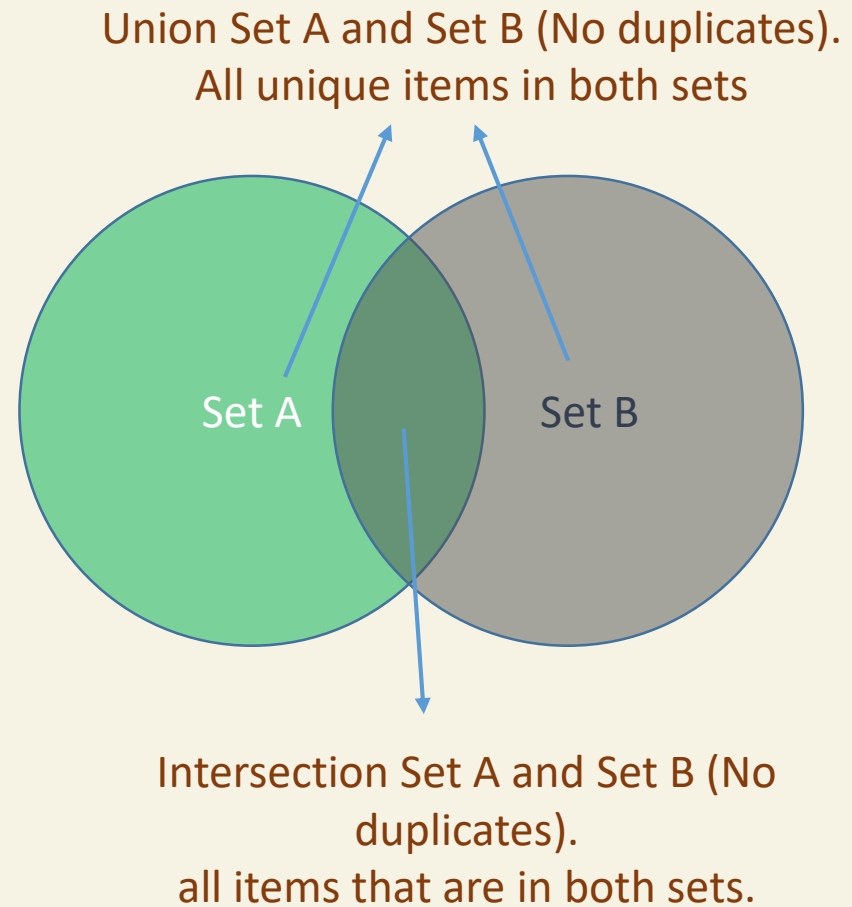 Union Set A and Set B (No duplicates).
All unique items in both sets
Set A
Set B
Intersection Set A and Set B (No
duplicates).
all items that are in both sets.